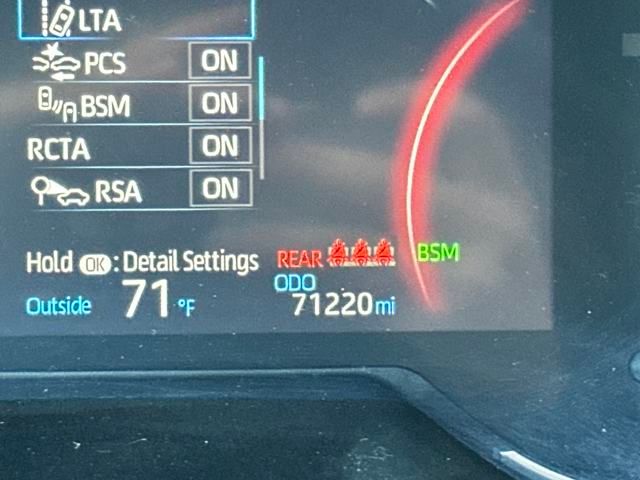 LTA
PCS ON
BSM ON
RCTA ON
RSA ON
Hold OK : Detail Settings
REAR BSM
Outside 71 °F
ODO
71220 mi